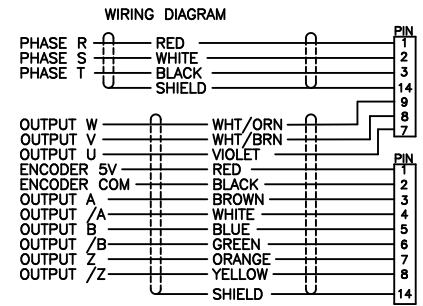 WIRING DIAGRAM
PIN
PHASE R RED 1
PHASE S WHITE 2
PHASE T BLACK 3
SHIELD 14
9
OUTPUT W WHT/ORN 8
OUTPUT V WHT/BRN 7
OUTPUT U VIOLET
PIN
ENCODER 5V RED 1
ENCODER COM BLACK 2
OUTPUT A BROWN 3
OUTPUT /A WHITE 4
OUTPUT B BLUE 5
OUTPUT /B GREEN 6
OUTPUT Z ORANGE 7
OUTPUT /Z YELLOW 8
SHIELD 14